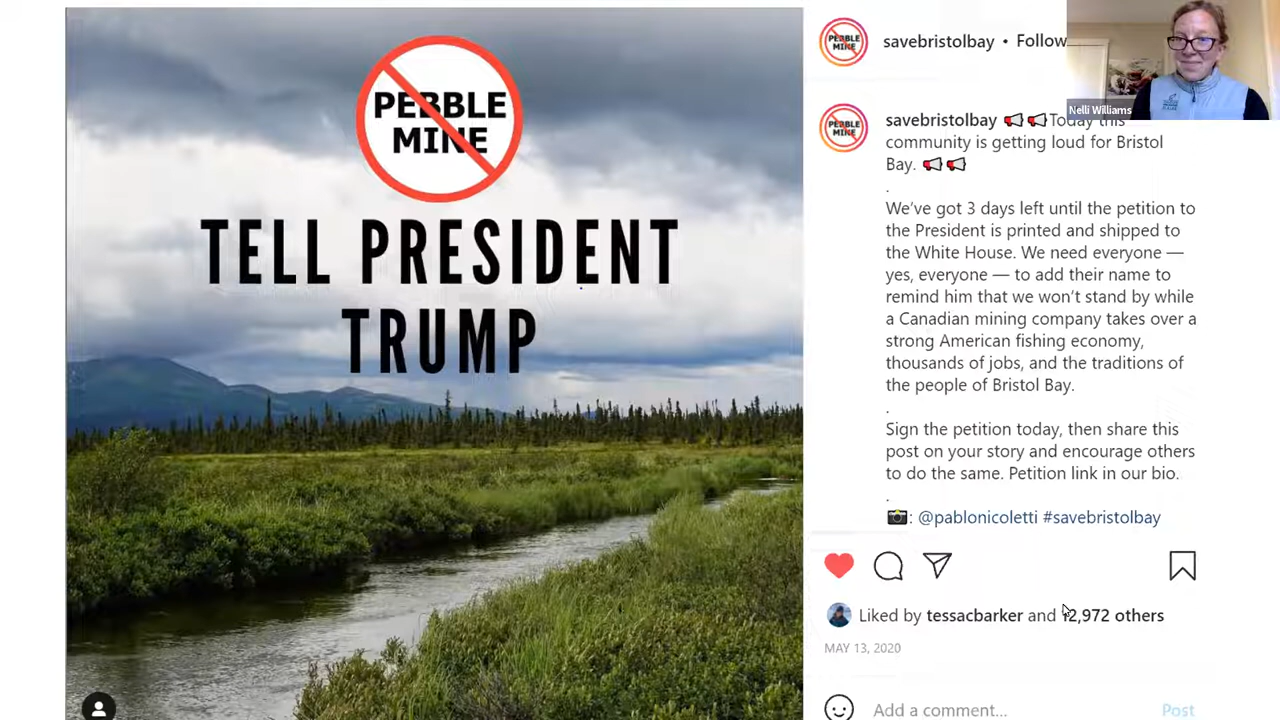 PEBBLE
MINE
TELL PRESIDENT
TRUMP
PEBBLE
MINE
savebristolbay • Follow
Nelli Williams
PEBBLE
MINE
savebristolbay 📢📢Today this
community is getting loud for Bristol
Bay. 📢📢
.
We've got 3 days left until the petition to
the President is printed and shipped to
the White House. We need everyone —
yes, everyone — to add their name to
remind him that we won't stand by while
a Canadian mining company takes over a
strong American fishing economy,
thousands of jobs, and the traditions of
the people of Bristol Bay.
.
Sign the petition today, then share this
post on your story and encourage others
to do the same. Petition link in our bio.
.
📷: @pablonicoletti #savebristolbay
Liked by tessacbarker and 12,972 others
MAY 13, 2020
Add a comment...
Post